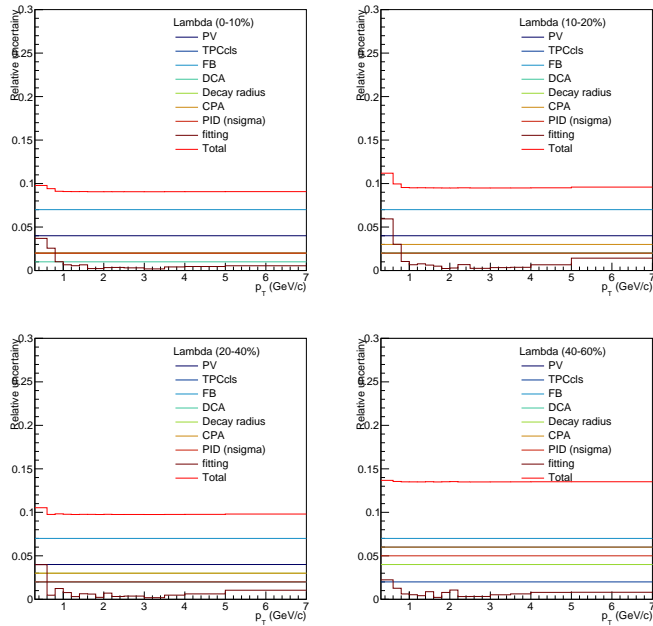 Relative uncertainty
Lambda (0-10%)
PV
TPCcls
FB
DCA
Decay radius
CPA
PID (nsigma)
fitting
Total
0.3
0.25
0.2
0.15
0.1
0.05
0
1 2 3 4 5 6 7
p_T (GeV/c)
Relative uncertainty
Lambda (10-20%)
PV
TPCcls
FB
DCA
Decay radius
CPA
PID (nsigma)
fitting
Total
0.3
0.25
0.2
0.15
0.1
0.05
0
1 2 3 4 5 6 7
p_T (GeV/c)
Relative uncertainty
Lambda (20-40%)
PV
TPCcls
FB
DCA
Decay radius
CPA
PID (nsigma)
fitting
Total
0.3
0.25
0.2
0.15
0.1
0.05
0
1 2 3 4 5 6 7
p_T (GeV/c)
Relative uncertainty
Lambda (40-60%)
PV
TPCcls
FB
DCA
Decay radius
CPA
PID (nsigma)
fitting
Total
0.3
0.25
0.2
0.15
0.1
0.05
0
1 2 3 4 5 6 7
p_T (GeV/c)